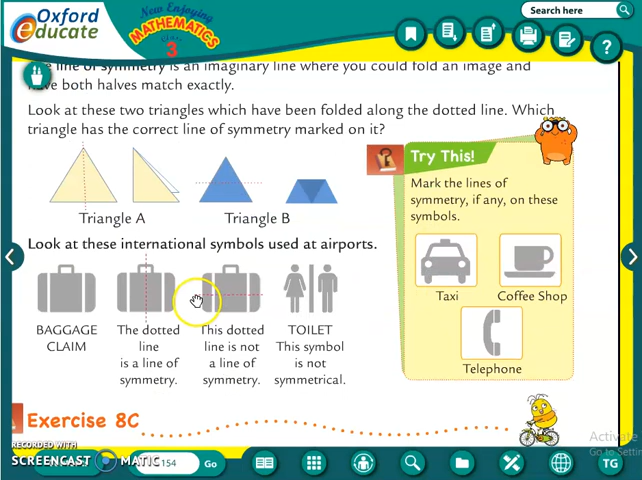 Oxford
educate
New Enjoying
MATHEMATICS
CLASS
3
Search here
?
line of symmetry is an imaginary line where you could fold an image and
have both halves match exactly.
Look at these two triangles which have been folded along the dotted line. Which
triangle has the correct line of symmetry marked on it?
Triangle A
Triangle B
Try This!
Mark the lines of
symmetry, if any, on these
symbols.
Taxi
Coffee Shop
Telephone
Look at these international symbols used at airports.
BAGGAGE
CLAIM
The dotted
line
is a line of
symmetry.
This dotted
line is not
a line of
symmetry.
TOILET
This symbol
is not
symmetrical.
Exercise 8C
Activate
Go to Settin
RECORDED WITH
SCREENCAST MATIC
154
Go
TG